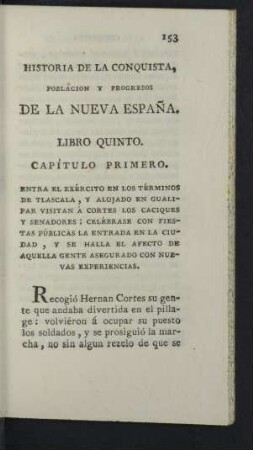 153
HISTORIA DE LA CONQUISTA,
POBLACION Y PROGRESOS
DE LA NUEVA ESPAÑA.
LIBRO QUINTO.
CAPÍTULO PRIMERO.
ENTRA EL EXÉRCITO EN LOS TÉRMINOS
DE TLASCALA, Y ALOJADO EN GUALI-
PAR VISITAN Á CORTES LOS CACIQUES
Y SENADORES: CELÉBRASE CON FIES-
TAS PÚBLICAS LA ENTRADA EN LA CIU-
DAD, Y SE HALLA EL AFECTO DE
AQUELLA GENTE ASEGURADO CON NUE-
VAS EXPERIENCIAS.
Recogió Hernan Cortes su gen-
te que andaba divertida en el pilla-
ge: volviéron á ocupar su puesto
los soldados, y se prosiguió la mar-
cha, no sin algun rezelo de que se